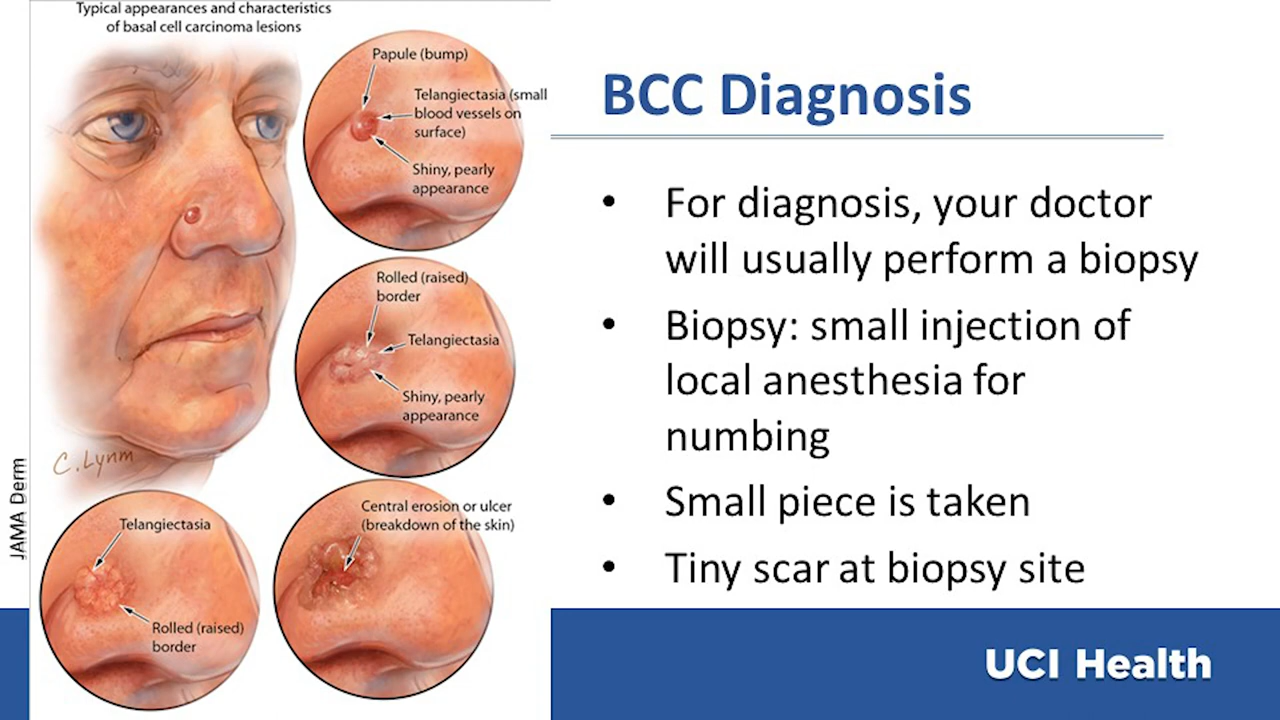 Typical appearances and characteristics
of basal cell carcinoma lesions
Papule (bump)
Telangiectasia (small
blood vessels on
surface)
Shiny, pearly
appearance
Rolled (raised)
border
Telangiectasia
Shiny, pearly
appearance
C. Lynm
JAMA Derm
Telangiectasia
Rolled (raised)
border
Central erosion or ulcer
(breakdown of the skin)
BCC Diagnosis
• For diagnosis, your doctor
will usually perform a biopsy
• Biopsy: small injection of
local anesthesia for
numbing
• Small piece is taken
• Tiny scar at biopsy site
UCI Health